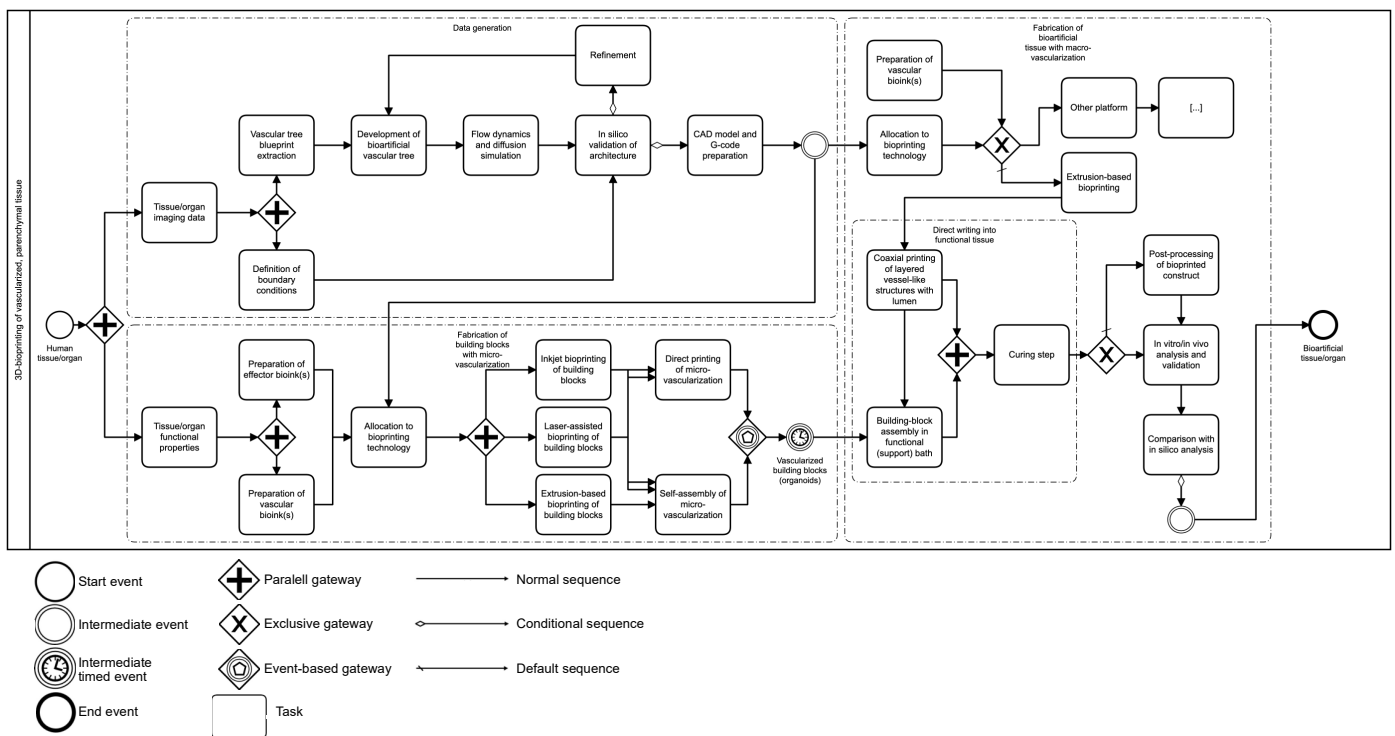 3D-bioprinting of vascularized, parenchymal tissue
Data generation
Refinement
Vascular tree
blueprint
extraction
Development of
bioartificial
vascular tree
Flow dynamics
and diffusion
simulation
In silico
validation of
architecture
CAD model and
G-code
preparation
Tissue/organ
imaging data
Definition of
boundary
conditions
Human
tissue/organ
Fabrication of
building blocks
with micro-
vascularization
Preparation of
effector bioink(s)
Tissue/organ
functional
properties
Preparation of
vascular
bioink(s)
Allocation to
bioprinting
technology
Inkjet bioprinting
of building
blocks
Laser-assisted
bioprinting of
building blocks
Extrusion-based
bioprinting of
building blocks
Direct printing
of micro-
vascularization
Self-assembly of
micro-
vascularization
Vascularized
building blocks
(organoids)
Fabrication of
bioartificial
tissue with macro-
vascularization
Preparation of
vascular
bioink(s)
Allocation to
bioprinting
technology
Other platform
[...]
Extrusion-based
bioprinting
Direct writing into
functional tissue
Coaxial printing
of layered
vessel-like
structures with
lumen
Building-block
assembly in
functional
(support) bath
Curing step
Post-processing
of bioprinted
construct
In vitro/in vivo
analysis and
validation
Comparison with
in silico analysis
Bioartificial
tissue/organ
Start event
Intermediate event
Intermediate
timed event
End event
Paralell gateway
Exclusive gateway
Event-based gateway
Task
Normal sequence
Conditional sequence
Default sequence